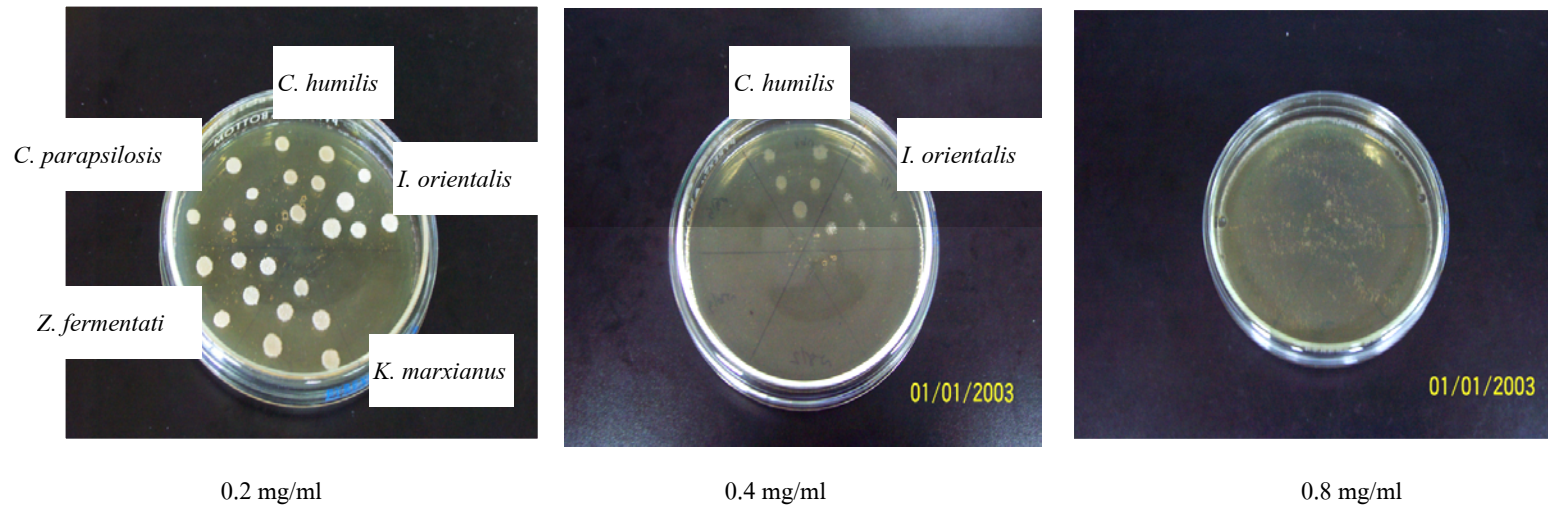 C. humilis
C. parapsilosis
I. orientalis
Z. fermentati
K. marxianus
MOTTOB
0.2 mg/ml
C. humilis
I. orientalis
01/01/2003
0.4 mg/ml
01/01/2003
0.8 mg/ml